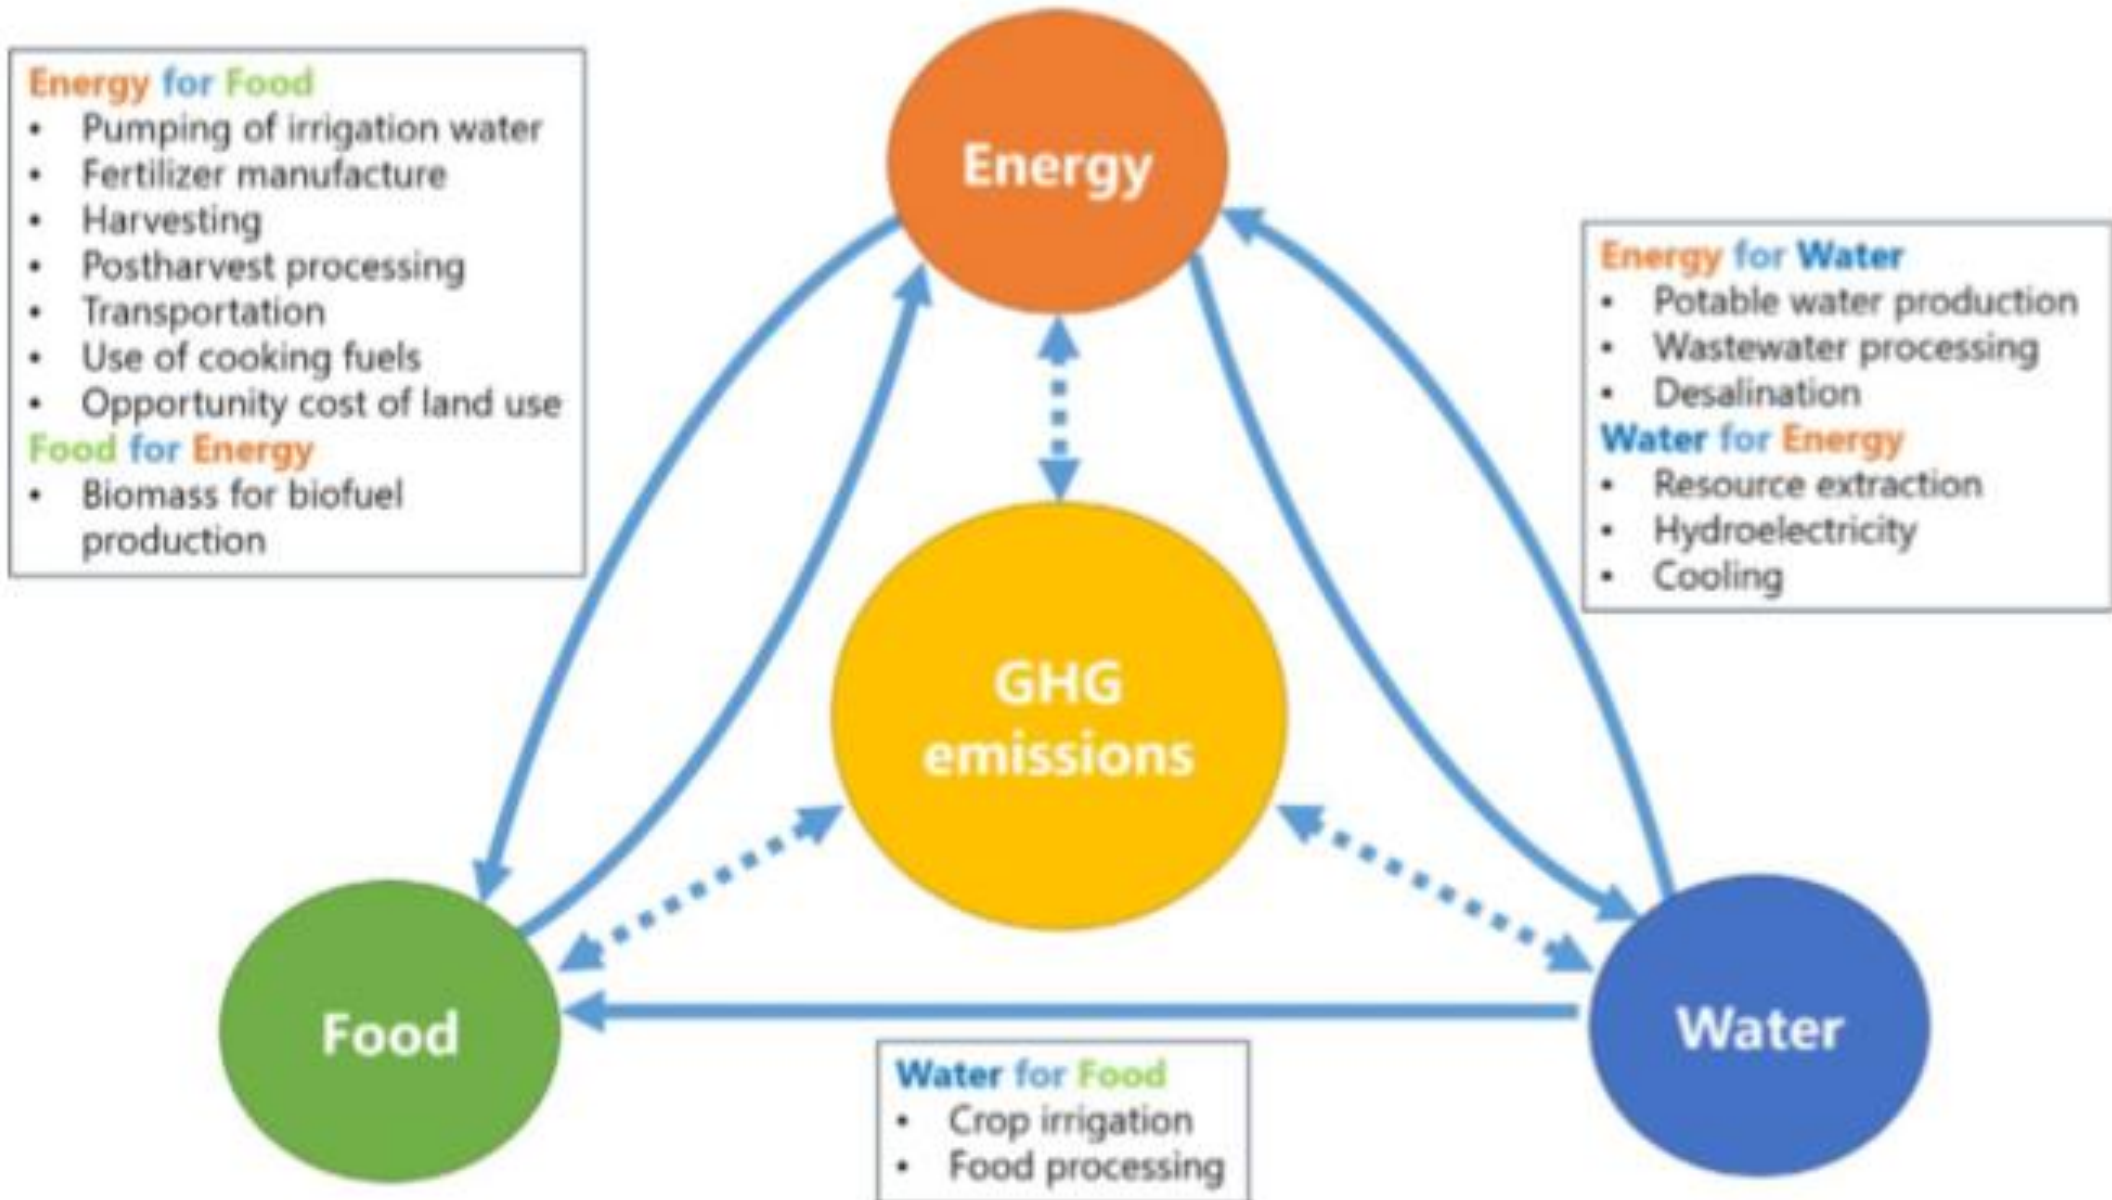 Energy
Energy for Food
• Pumping of irrigation water
• Fertilizer manufacture
• Harvesting
• Postharvest processing
• Transportation
• Use of cooking fuels
• Opportunity cost of land use
Food for Energy
• Biomass for biofuel
production
Energy for Water
• Potable water production
• Wastewater processing
• Desalination
Water for Energy
• Resource extraction
• Hydroelectricity
• Cooling
GHG
emissions
Food
Water
Water for Food
• Crop irrigation
• Food processing